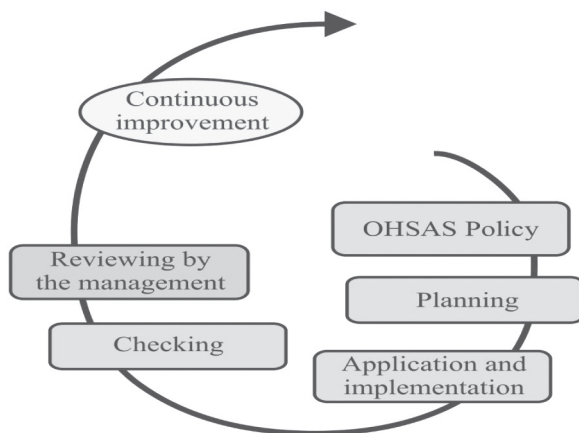 Continuous
improvement
OHSAS Policy
Reviewing by
the management
Planning
Checking
Application and
implementation